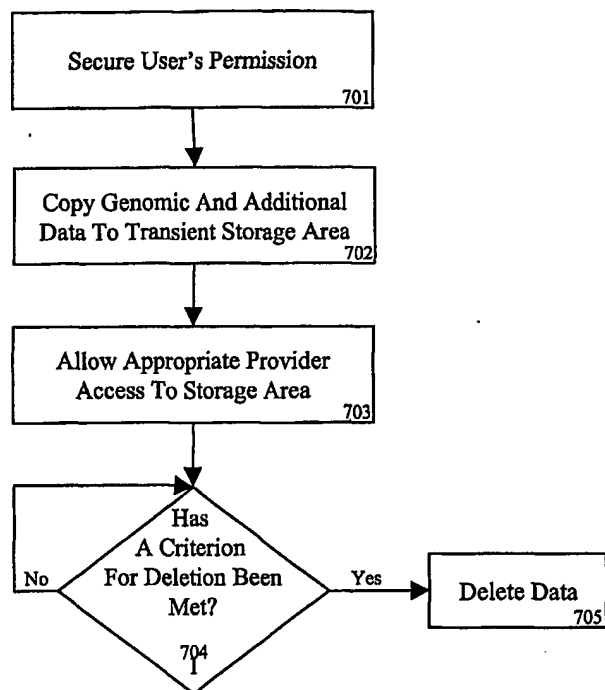 Secure User's Permission
701
Copy Genomic And Additional
Data To Transient Storage Area
702
Allow Appropriate Provider
Access To Storage Area
703
Has
A Criterion
For Deletion Been
Met?
704
No
Yes
Delete Data
705